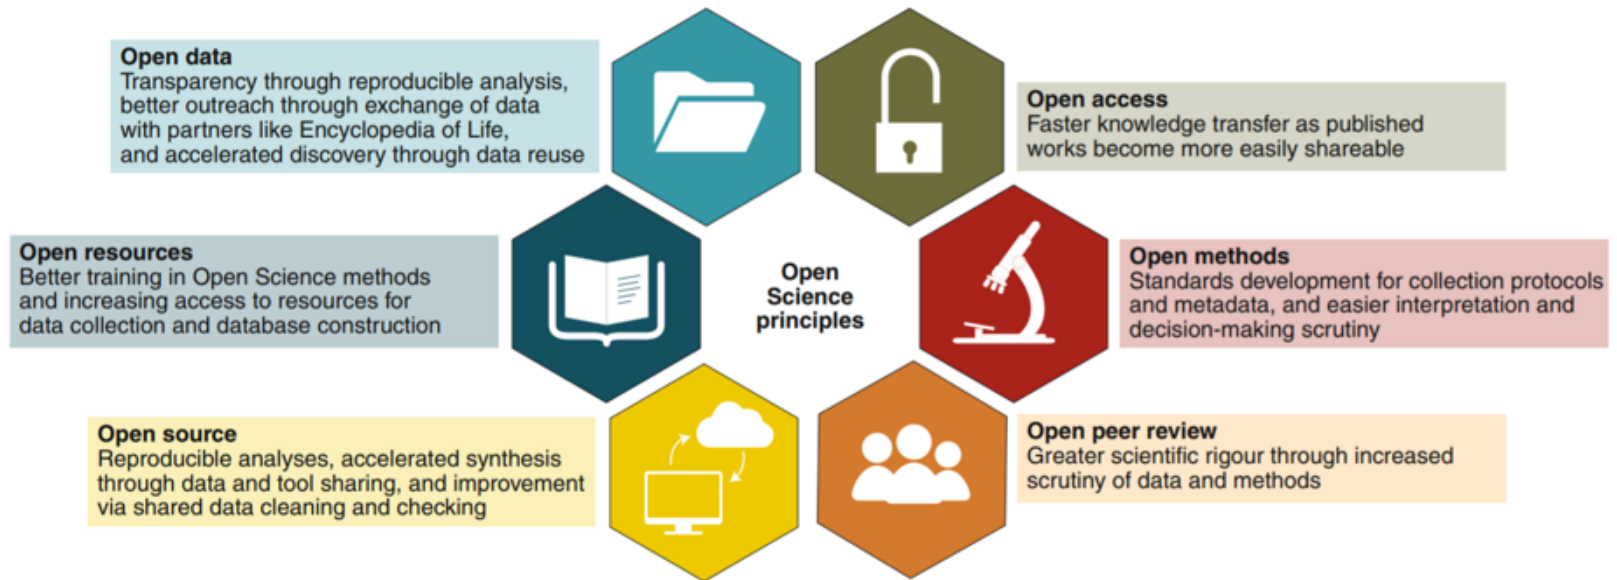 Open data
Transparency through reproducible analysis,
better outreach through exchange of data
with partners like Encyclopedia of Life,
and accelerated discovery through data reuse
Open access
Faster knowledge transfer as published
works become more easily shareable
Open resources
Better training in Open Science methods
and increasing access to resources for
data collection and database construction
Open
Science
principles
Open methods
Standards development for collection protocols
and metadata, and easier interpretation and
decision-making scrutiny
Open source
Reproducible analyses, accelerated synthesis
through data and tool sharing, and improvement
via shared data cleaning and checking
Open peer review
Greater scientific rigour through increased
scrutiny of data and methods